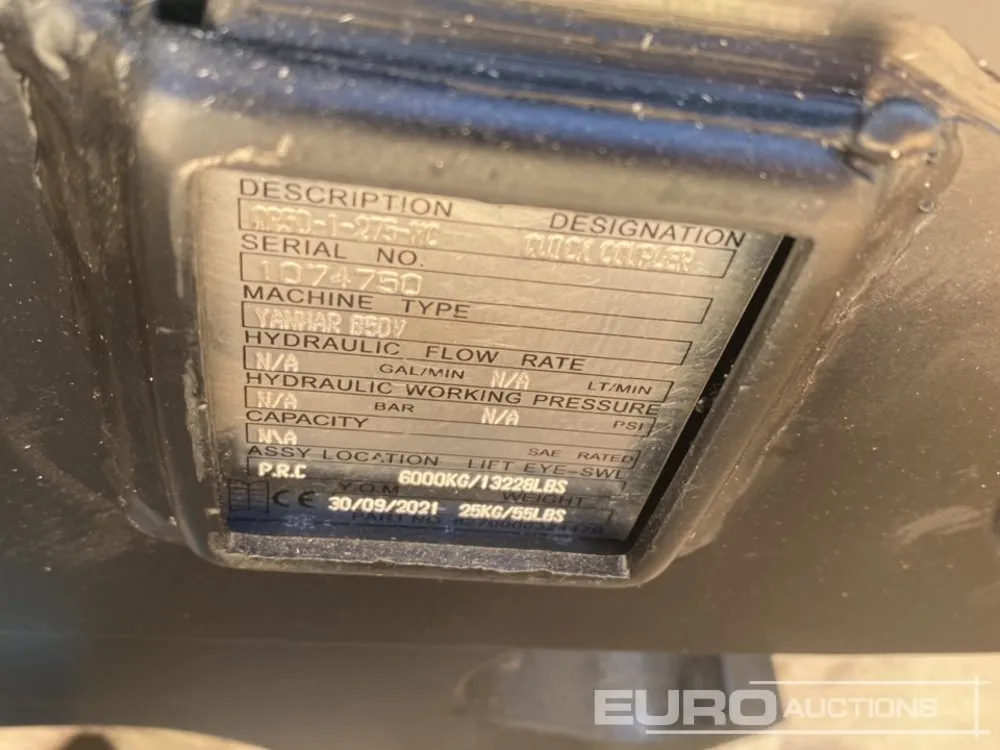 DESCRIPTION DESIGNATION
QUICK COUPLER
SERIAL NO.
1074750
MACHINE TYPE
YANMAR B50V
HYDRAULIC FLOW RATE
N/A GAL/MIN N/A LT/MIN
HYDRAULIC WORKING PRESSURE
N/A BAR N/A PSI
CAPACITY
N\A SAE RATED
ASSY LOCATION LIFT EYE-SWL
P.R.C 6000KG/13228LBS
CE Y.O.M WEIGHT
30/09/2021 25KG/55LBS
PART NO.
EURO AUCTIONS